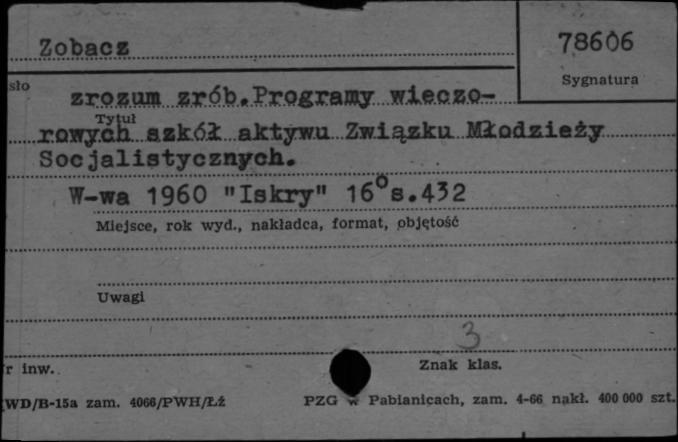 Zobacz
78606
Sygnatura
sło
zrozum zrób.Programy wieczo-
Tytuł
rowych szkół aktywu Związku Młodzieży
Socjalistycznych.
W-wa 1960 "Iskry" 16°s.432
Miejsce, rok wyd., nakładca, format, objętość
Uwagi
3
r inw.
Znak klas.
WD/B-15a zam. 4066/PWH/Łź PZG w Pabianicach, zam. 4-66 nakł. 400 000 szt.